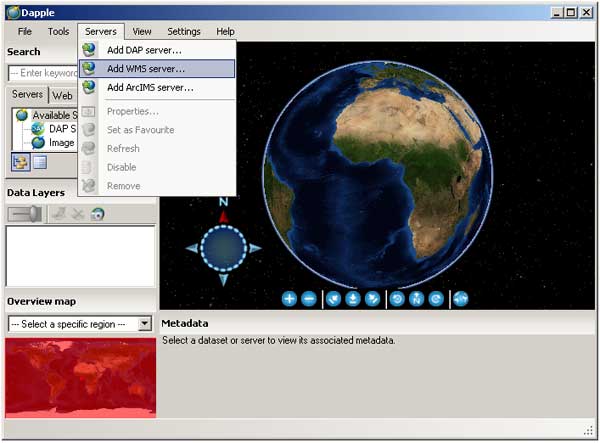 Dapple
File Tools Servers View Settings Help
Search
--- Enter keyword
Servers Web
Available S
DAP S
Image
Add DAP server...
Add WMS server...
Add ArcIMS server...
Properties...
Set as Favourite
Refresh
Disable
Remove
Data Layers
N
Overview map
--- Select a specific region ---
Metadata
Select a dataset or server to view its associated metadata.